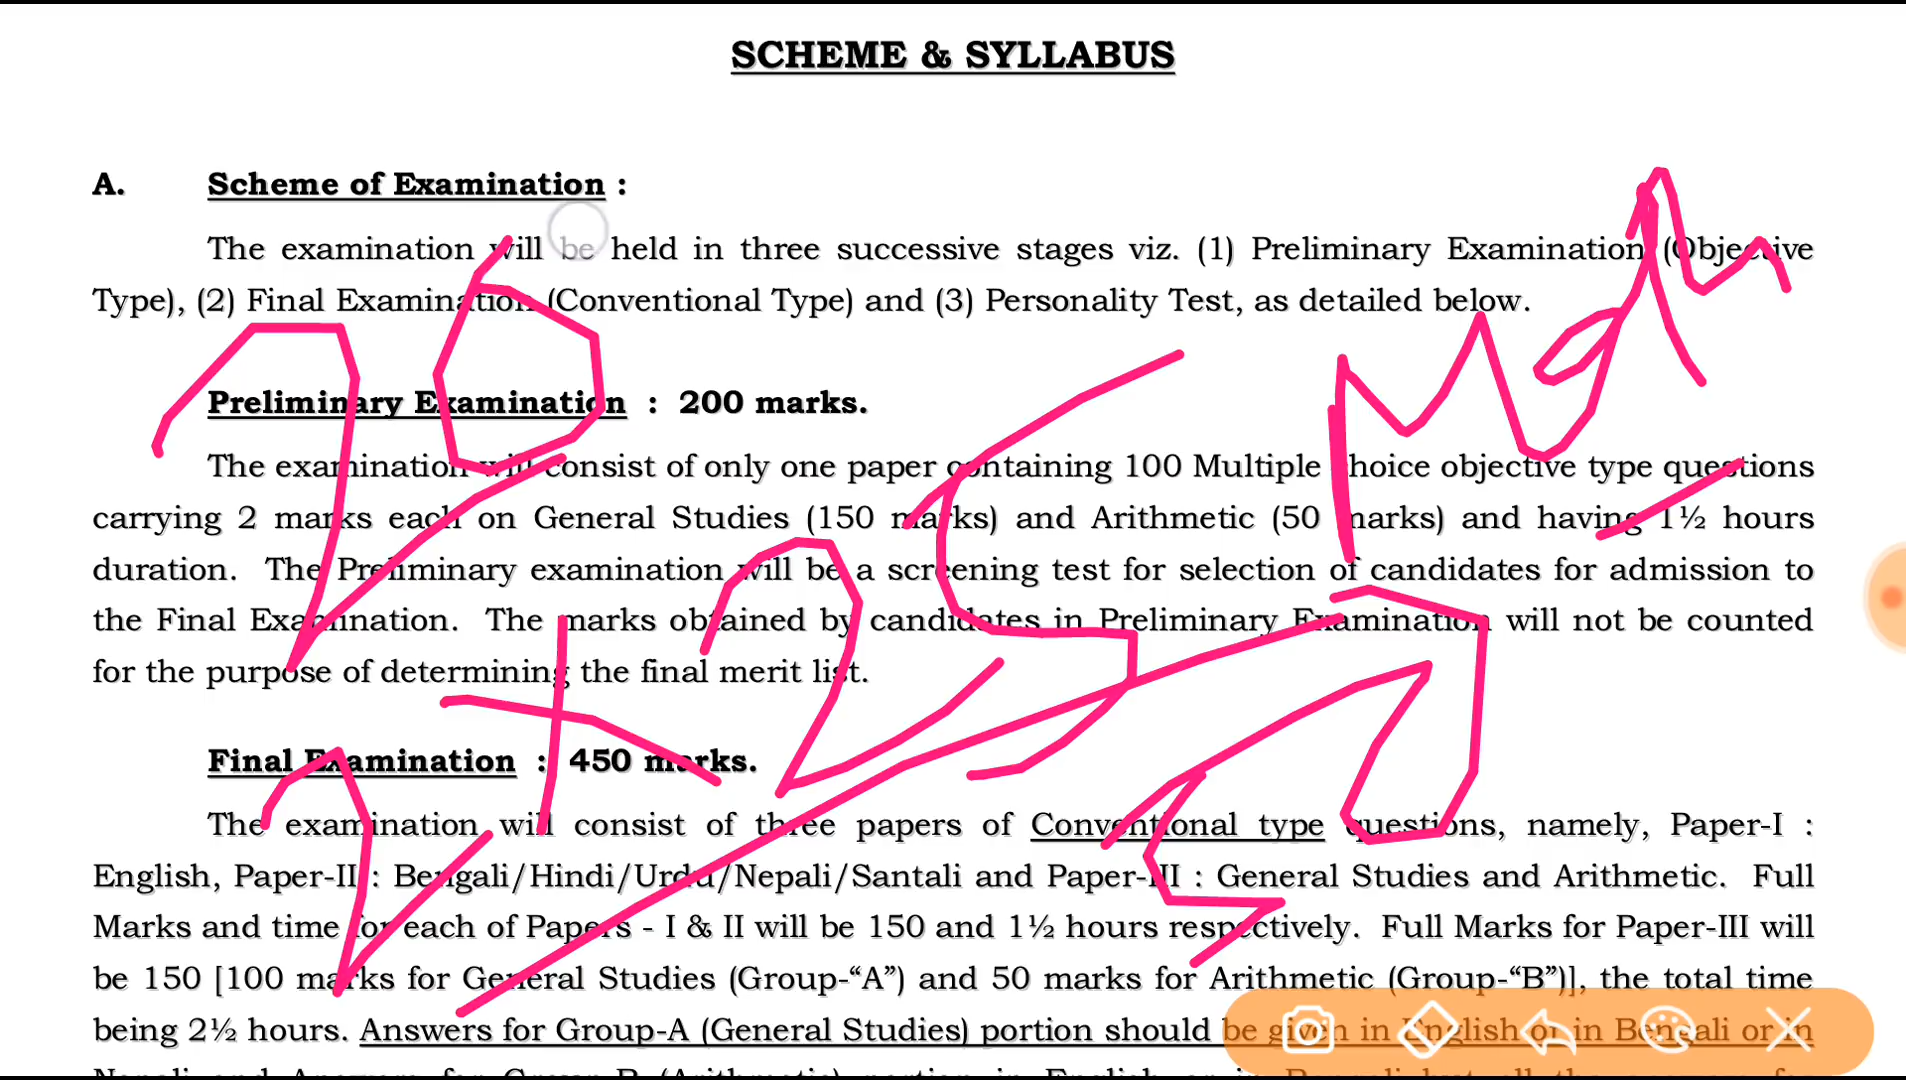 SCHEME & SYLLABUS
A. Scheme of Examination :
The examination will be held in three successive stages viz. (1) Preliminary Examination (Objective
Type), (2) Final Examination (Conventional Type) and (3) Personality Test, as detailed below.
Preliminary Examination : 200 marks.
The examination will consist of only one paper containing 100 Multiple choice objective type questions
carrying 2 marks each on General Studies (150 marks) and Arithmetic (50 marks) and having 1½ hours
duration. The Preliminary examination will be a screening test for selection of candidates for admission to
the Final Examination. The marks obtained by candidates in Preliminary Examination will not be counted
for the purpose of determining the final merit list.
Final Examination : 450 marks.
The examination will consist of three papers of Conventional type questions, namely, Paper-I :
English, Paper-II : Bengali/Hindi/Urdu/Nepali/Santali and Paper-III : General Studies and Arithmetic. Full
Marks and time for each of Papers - I & II will be 150 and 1½ hours respectively. Full Marks for Paper-III will
be 150 [100 marks for General Studies (Group-“A”) and 50 marks for Arithmetic (Group-“B”)], the total time
being 2½ hours. Answers for Group-A (General Studies) portion should be given in English or in Bengali or in